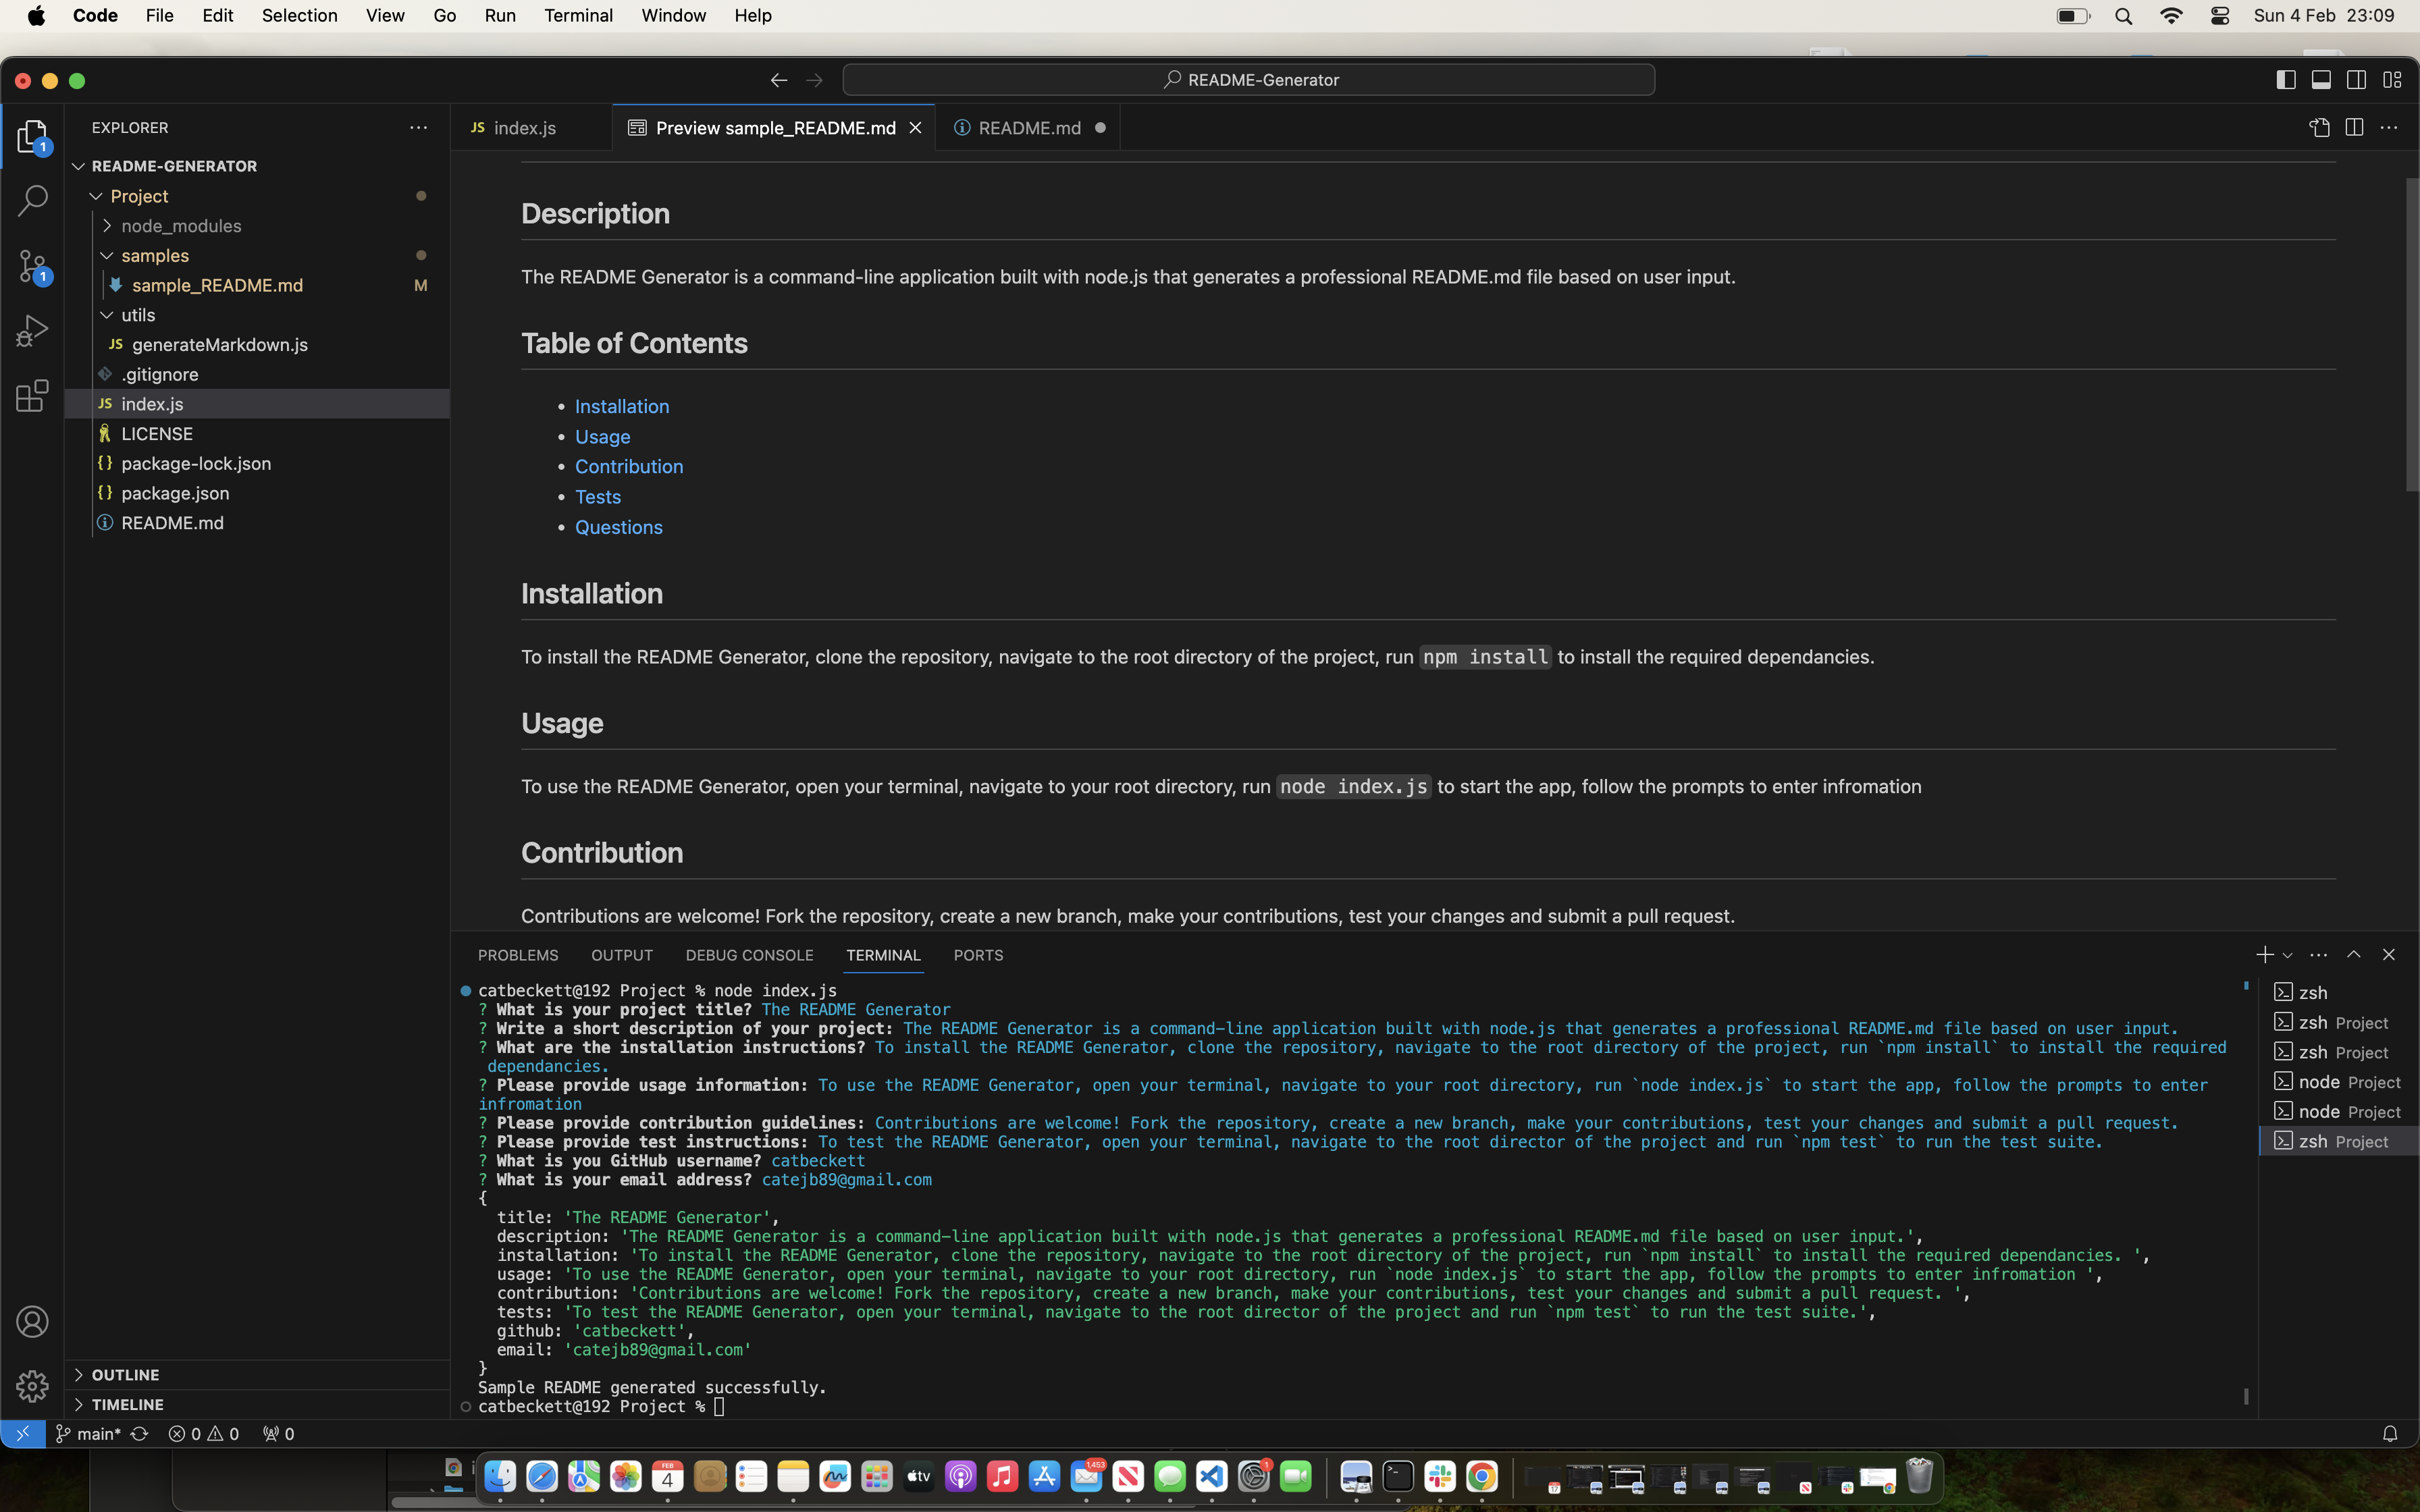 Code File Edit Selection View Go Run Terminal Window Help Sun 4 Feb 23:09
README-Generator
EXPLORER
JS index.js
Preview sample_README.md
README.md
1
README-GENERATOR
Project
node_modules
samples
sample_README.md M
utils
JS generateMarkdown.js
.gitignore
JS index.js
LICENSE
{} package-lock.json
{} package.json
README.md
1
OUTLINE
TIMELINE
Description
The README Generator is a command-line application built with node.js that generates a professional README.md file based on user input.
Table of Contents
• Installation
• Usage
• Contribution
• Tests
• Questions
Installation
To install the README Generator, clone the repository, navigate to the root directory of the project, run npm install to install the required dependancies.
Usage
To use the README Generator, open your terminal, navigate to your root directory, run node index.js to start the app, follow the prompts to enter infromation
Contribution
Contributions are welcome! Fork the repository, create a new branch, make your contributions, test your changes and submit a pull request.
PROBLEMS OUTPUT DEBUG CONSOLE TERMINAL PORTS
catbeckett@192 Project % node index.js
? What is your project title? The README Generator
? Write a short description of your project: The README Generator is a command-line application built with node.js that generates a professional README.md file based on user input.
? What are the installation instructions? To install the README Generator, clone the repository, navigate to the root directory of the project, run `npm install` to install the required
dependancies.
? Please provide usage information: To use the README Generator, open your terminal, navigate to your root directory, run `node index.js` to start the app, follow the prompts to enter
infromation
? Please provide contribution guidelines: Contributions are welcome! Fork the repository, create a new branch, make your contributions, test your changes and submit a pull request.
? Please provide test instructions: To test the README Generator, open your terminal, navigate to the root director of the project and run `npm test` to run the test suite.
? What is you GitHub username? catbeckett
? What is your email address? catejb89@gmail.com
{
title: 'The README Generator',
description: 'The README Generator is a command-line application built with node.js that generates a professional README.md file based on user input.',
installation: 'To install the README Generator, clone the repository, navigate to the root directory of the project, run `npm install` to install the required dependancies. ',
usage: 'To use the README Generator, open your terminal, navigate to your root directory, run `node index.js` to start the app, follow the prompts to enter infromation ',
contribution: 'Contributions are welcome! Fork the repository, create a new branch, make your contributions, test your changes and submit a pull request. ',
tests: 'To test the README Generator, open your terminal, navigate to the root director of the project and run `npm test` to run the test suite.',
github: 'catbeckett',
email: 'catejb89@gmail.com'
}
Sample README generated successfully.
catbeckett@192 Project %
zsh
zsh Project
zsh Project
node Project
node Project
zsh Project
main* 0 0 0
FEB
4
tv
1,453
1
17